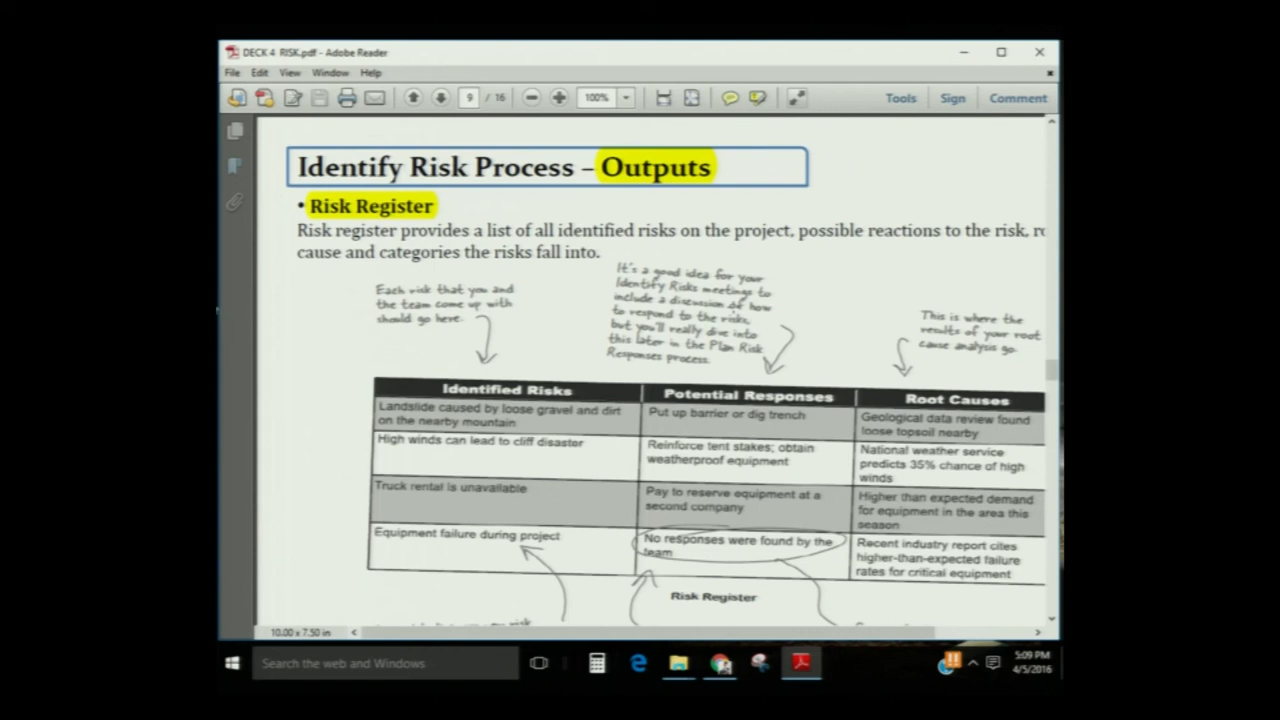 DECK 4 RISK.pdf - Adobe Reader
File Edit View Window Help
9 / 16 100% Tools Sign Comment
Identify Risk Process – Outputs
• Risk Register
Risk register provides a list of all identified risks on the project, possible reactions to the risk,
cause and categories the risks fall into.
Each risk that you and
the team come up with
should go here.
It's a good idea for your
Identify Risks meetings to
include a discussion of how
to respond to the risks,
but you'll really dive into
this later in the Plan Risk
Responses process.
This is where the
results of your root
cause analysis go.
Identified Risks Potential Responses Root Causes
Landslide caused by loose gravel and dirt
on the nearby mountain
Put up barrier or dig trench
Geological data review found
loose topsoil nearby
High winds can lead to cliff disaster
Reinforce tent stakes; obtain
weatherproof equipment
National weather service
predicts 35% chance of high
winds
Truck rental is unavailable
Pay to reserve equipment at a
second company
Higher than expected demand
for equipment in the area this
season
Equipment failure during project
No responses were found by the
team
Recent industry report cites
higher-than-expected failure
rates for critical equipment
Risk Register
10.00 x 7.50 in
Search the web and Windows
5:09 PM
4/5/2016